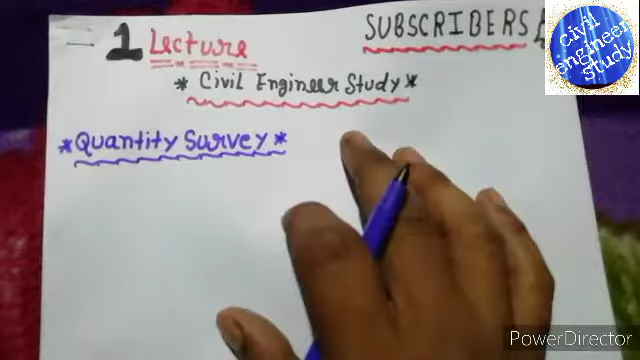 1 Lecture
SUBSCRIBERS
* Civil Engineer Study *
* Quantity Survey *
civil
engineer
study
PowerDirector